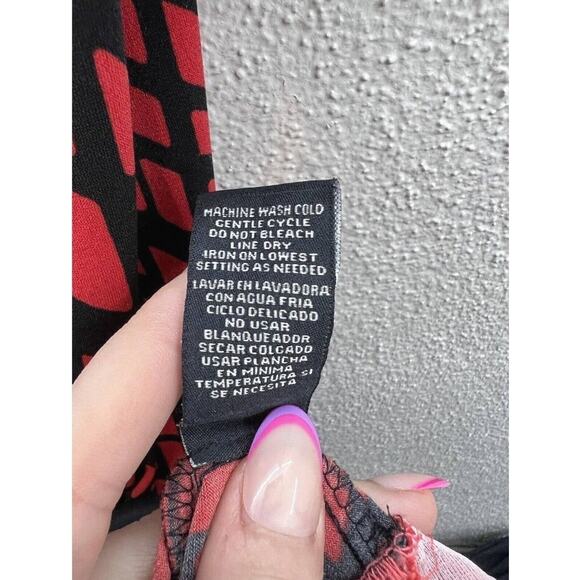 MACHINE WASH COLD
GENTLE CYCLE
DO NOT BLEACH
LINE DRY
IRON ON LOWEST
SETTING AS NEEDED
LAVAR EN LAVADORA
CON AGUA FRIA
CICLO DELICADO
NO USAR
BLANQUEADOR
SECAR COLGADO
USAR PLANCHA
EN MINIMA
TEMPERATURA SI
SE NECESITA